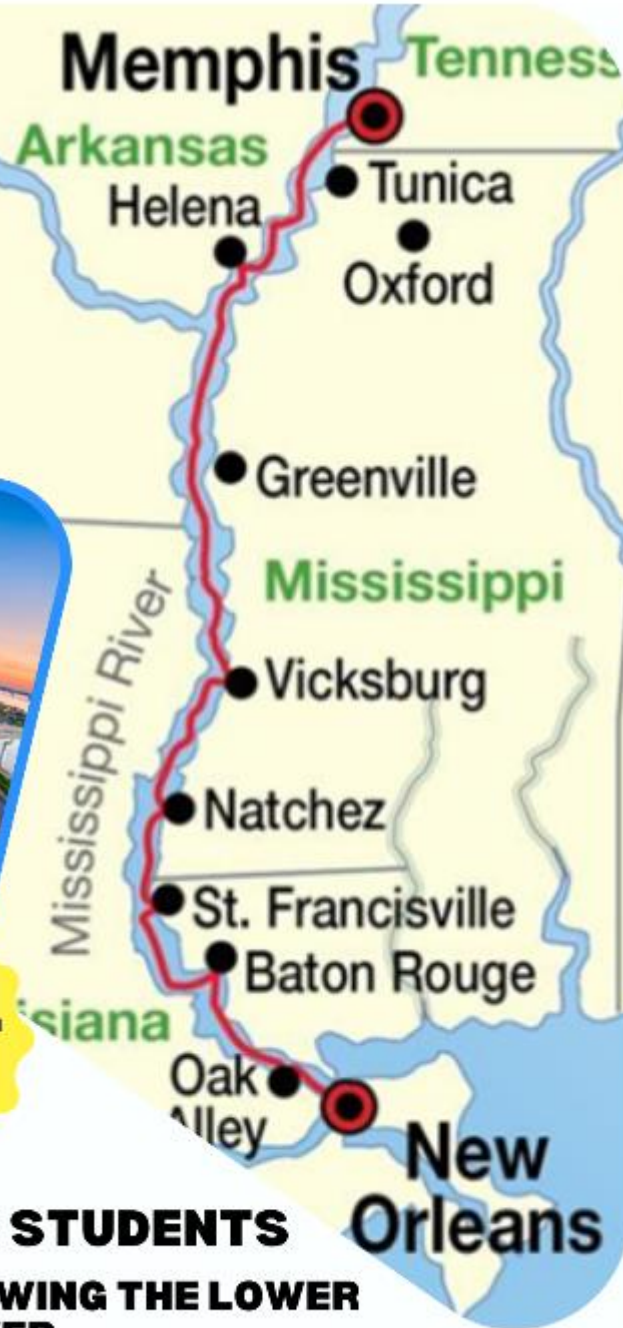 Memphis
Tenness
Arkansas
Tunica
Helena
Oxford
Greenville
Mississippi
Mississippi River
Vicksburg
Natchez
St. Francisville
Baton Rouge
isiana
Oak
Alley
New
Orleans
STUDENTS
WING THE LOWER